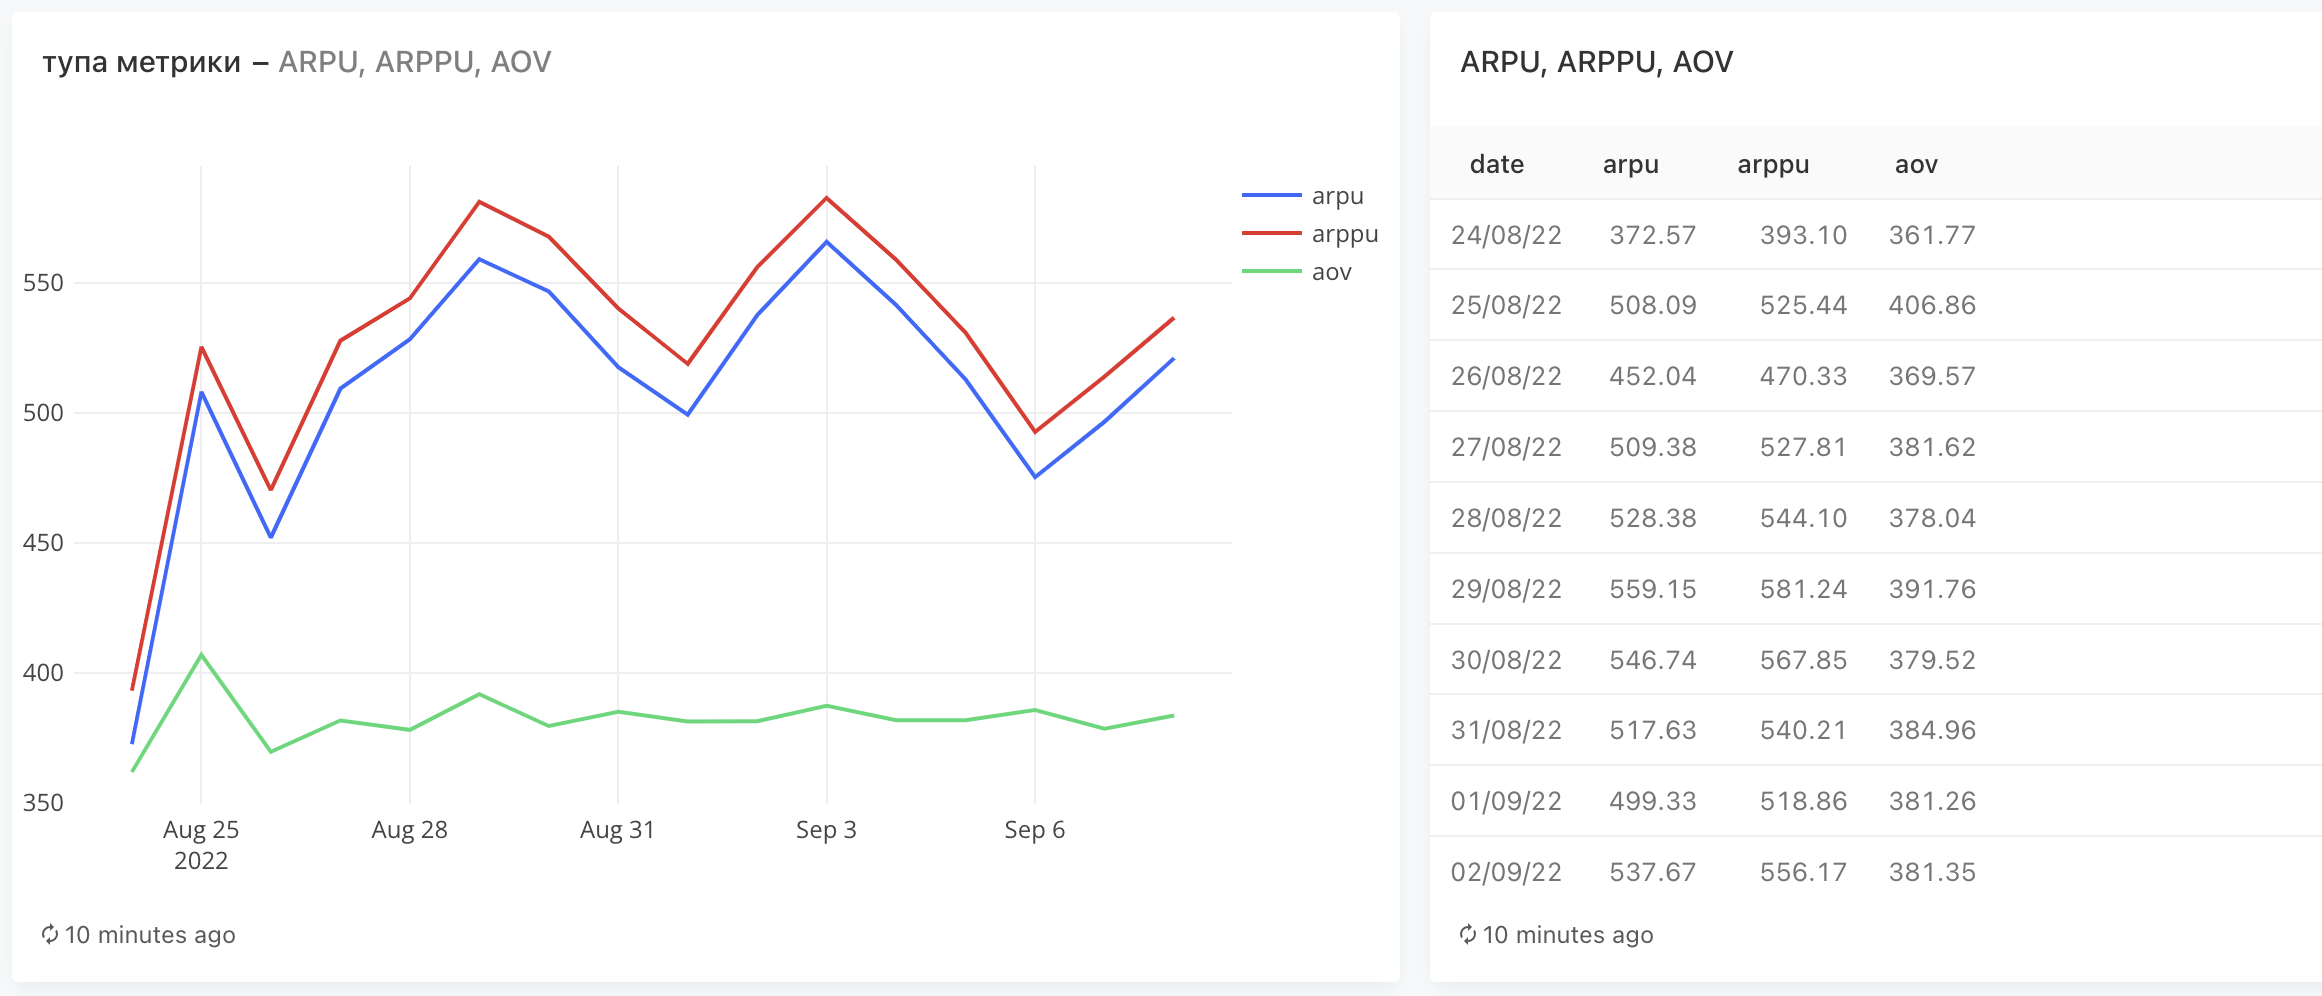 тупа метрики – ARPU, ARPPU, AOV
550
500
450
400
350
Aug 25
2022
Aug 28
Aug 31
Sep 3
Sep 6
arpu
arppu
aov
10 minutes ago
ARPU, ARPPU, AOV
date arpu arppu aov
24/08/22 372.57 393.10 361.77
25/08/22 508.09 525.44 406.86
26/08/22 452.04 470.33 369.57
27/08/22 509.38 527.81 381.62
28/08/22 528.38 544.10 378.04
29/08/22 559.15 581.24 391.76
30/08/22 546.74 567.85 379.52
31/08/22 517.63 540.21 384.96
01/09/22 499.33 518.86 381.26
02/09/22 537.67 556.17 381.35
10 minutes ago